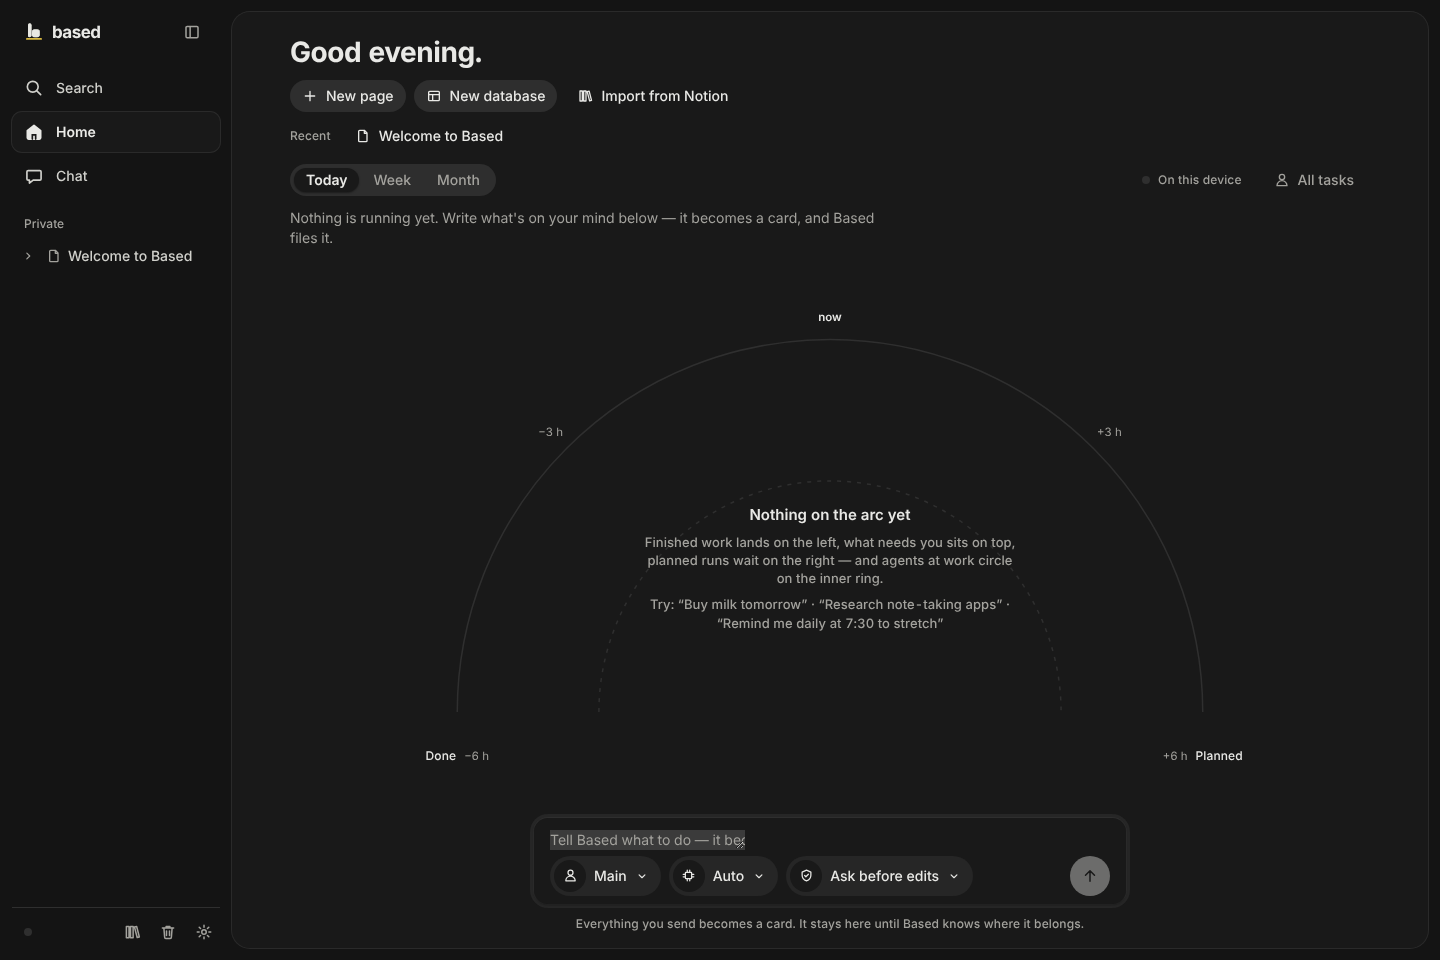 based
Search
Home
Chat
Private
Welcome to Based
Good evening.
New page
New database
Import from Notion
Recent
Welcome to Based
Today
Week
Month
On this device
All tasks
Nothing is running yet. Write what's on your mind below — it becomes a card, and Based
files it.
now
−3 h
+3 h
Nothing on the arc yet
Finished work lands on the left, what needs you sits on top,
planned runs wait on the right — and agents at work circle
on the inner ring.
Try: “Buy milk tomorrow” · “Research note-taking apps” ·
“Remind me daily at 7:30 to stretch”
Done −6 h
+6 h Planned
Tell Based what to do — it
Main
Auto
Ask before edits
Everything you send becomes a card. It stays here until Based knows where it belongs.